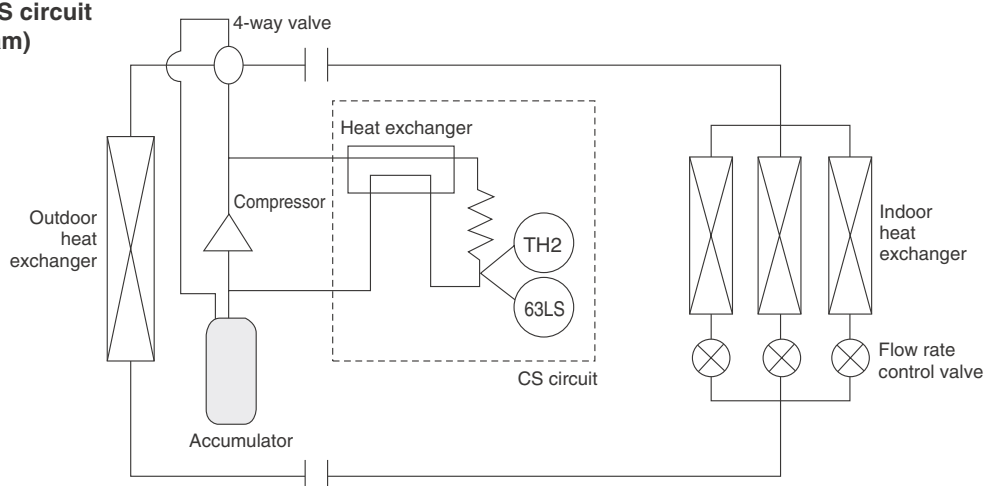 S circuit
am)
4-way valve
Heat exchanger
Compressor
Outdoor
heat
exchanger
TH2
63LS
Indoor
heat
exchanger
Flow rate
control valve
CS circuit
Accumulator